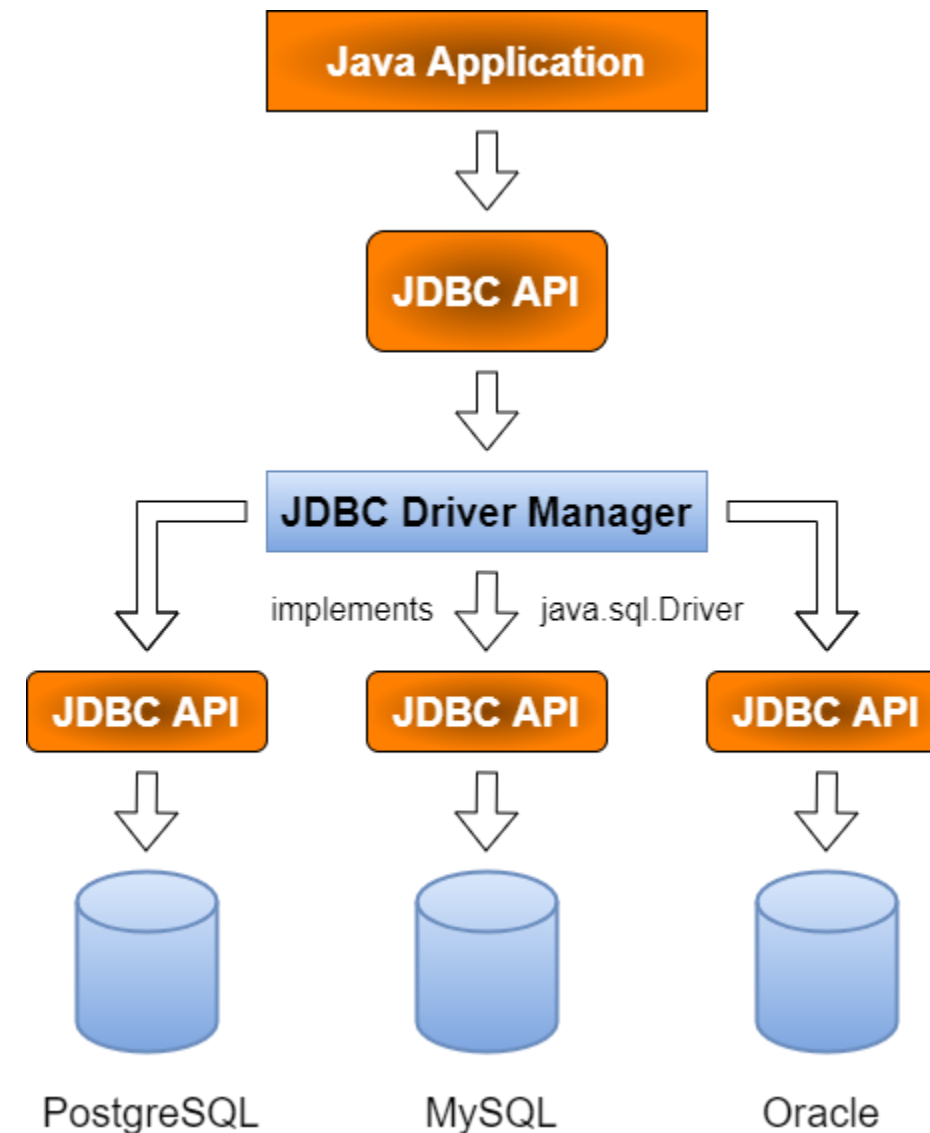 Java Application
JDBC API
JDBC Driver Manager
implements java.sql.Driver
JDBC API JDBC API JDBC API
PostgreSQL MySQL Oracle